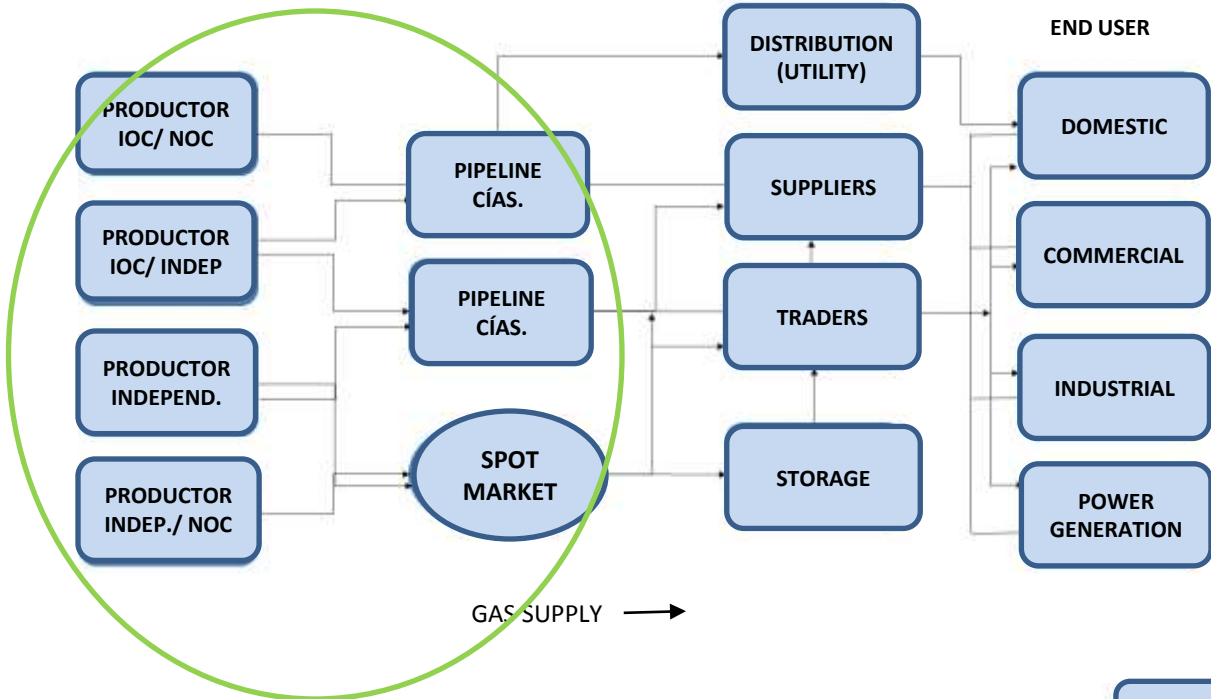 END USER
PRODUCTOR
IOC/ NOC
PRODUCTOR
IOC/ INDEP
PRODUCTOR
INDEPEND.
PRODUCTOR
INDEP./ NOC
PIPELINE
CÍAS.
PIPELINE
CÍAS.
SPOT
MARKET
DISTRIBUTION
(UTILITY)
SUPPLIERS
TRADERS
STORAGE
DOMESTIC
COMMERCIAL
INDUSTRIAL
POWER
GENERATION
GAS SUPPLY